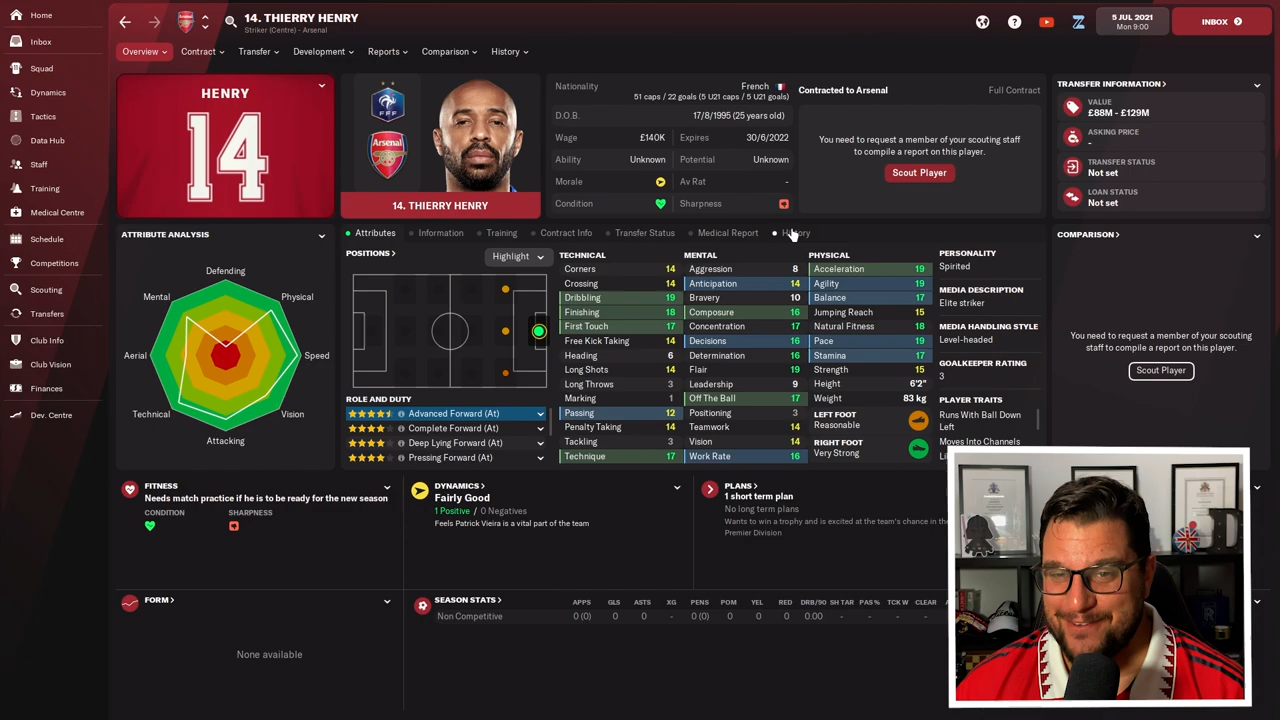 Home
Inbox
Squad
Dynamics
Tactics
Data Hub
Staff
Training
Medical Centre
Schedule
Competitions
Scouting
Transfers
Club Info
Club Vision
Finances
Dev. Centre
14. THIERRY HENRY
Striker (Centre) - Arsenal
5 JUL 2021
Mon 9:00
INBOX
Overview
Contract
Transfer
Development
Reports
Comparison
History
HENRY
14
FFF
Arsenal
14. THIERRY HENRY
Nationality French
51 caps / 22 goals (5 U21 caps / 5 U21 goals)
D.O.B. 17/8/1995 (25 years old)
Wage £140K Expires 30/6/2022
Ability Unknown Potential Unknown
Morale Av Rat -
Condition Sharpness
Contracted to Arsenal Full Contract
You need to request a member of your scouting staff
to compile a report on this player.
Scout Player
TRANSFER INFORMATION >
VALUE
£88M - £129M
ASKING PRICE
-
TRANSFER STATUS
Not set
LOAN STATUS
Not set
ATTRIBUTE ANALYSIS
Defending
Physical
Speed
Vision
Attacking
Technical
Aerial
Mental
Attributes
Information
Training
Contract Info
Transfer Status
Medical Report
History
POSITIONS >
Highlight
ROLE AND DUTY
Advanced Forward (At)
Complete Forward (At)
Deep Lying Forward (At)
Pressing Forward (At)
TECHNICAL
Corners 14
Crossing 14
Dribbling 19
Finishing 18
First Touch 17
Free Kick Taking 14
Heading 6
Long Shots 14
Long Throws 3
Marking 1
Passing 12
Penalty Taking 14
Tackling 3
Technique 17
MENTAL
Aggression 8
Anticipation 14
Bravery 10
Composure 16
Concentration 17
Decisions 16
Determination 16
Flair 19
Leadership 9
Off The Ball 17
Positioning 3
Teamwork 14
Vision 14
Work Rate 16
PHYSICAL
Acceleration 19
Agility 19
Balance 17
Jumping Reach 15
Natural Fitness 18
Pace 19
Stamina 17
Strength 15
Height 6'2"
Weight 83 kg
LEFT FOOT
Reasonable
RIGHT FOOT
Very Strong
PERSONALITY
Spirited
MEDIA DESCRIPTION
Elite striker
MEDIA HANDLING STYLE
Level-headed
GOALKEEPER RATING
3
PLAYER TRAITS
Runs With Ball Down
Left
Moves Into Channels
COMPARISON >
You need to request a member of your scouting
staff to compile a report on this player.
Scout Player
FITNESS >
Needs match practice if he is to be ready for the new season
CONDITION SHARPNESS
DYNAMICS >
Fairly Good
1 Positive / 0 Negatives
Feels Patrick Vieira is a vital part of the team
PLANS >
1 short term plan
No long term plans
Wants to win a trophy and is excited at the team's chance in the
Premier Division
FORM >
None available
SEASON STATS >
APPS GLS ASTS XG PENS POM YEL RED DRB/90 SH TAR PAS % TCK W CLEAR
Non Competitive 0 (0) 0 0 - 0 (0) 0 0 0 0.00 - - - -